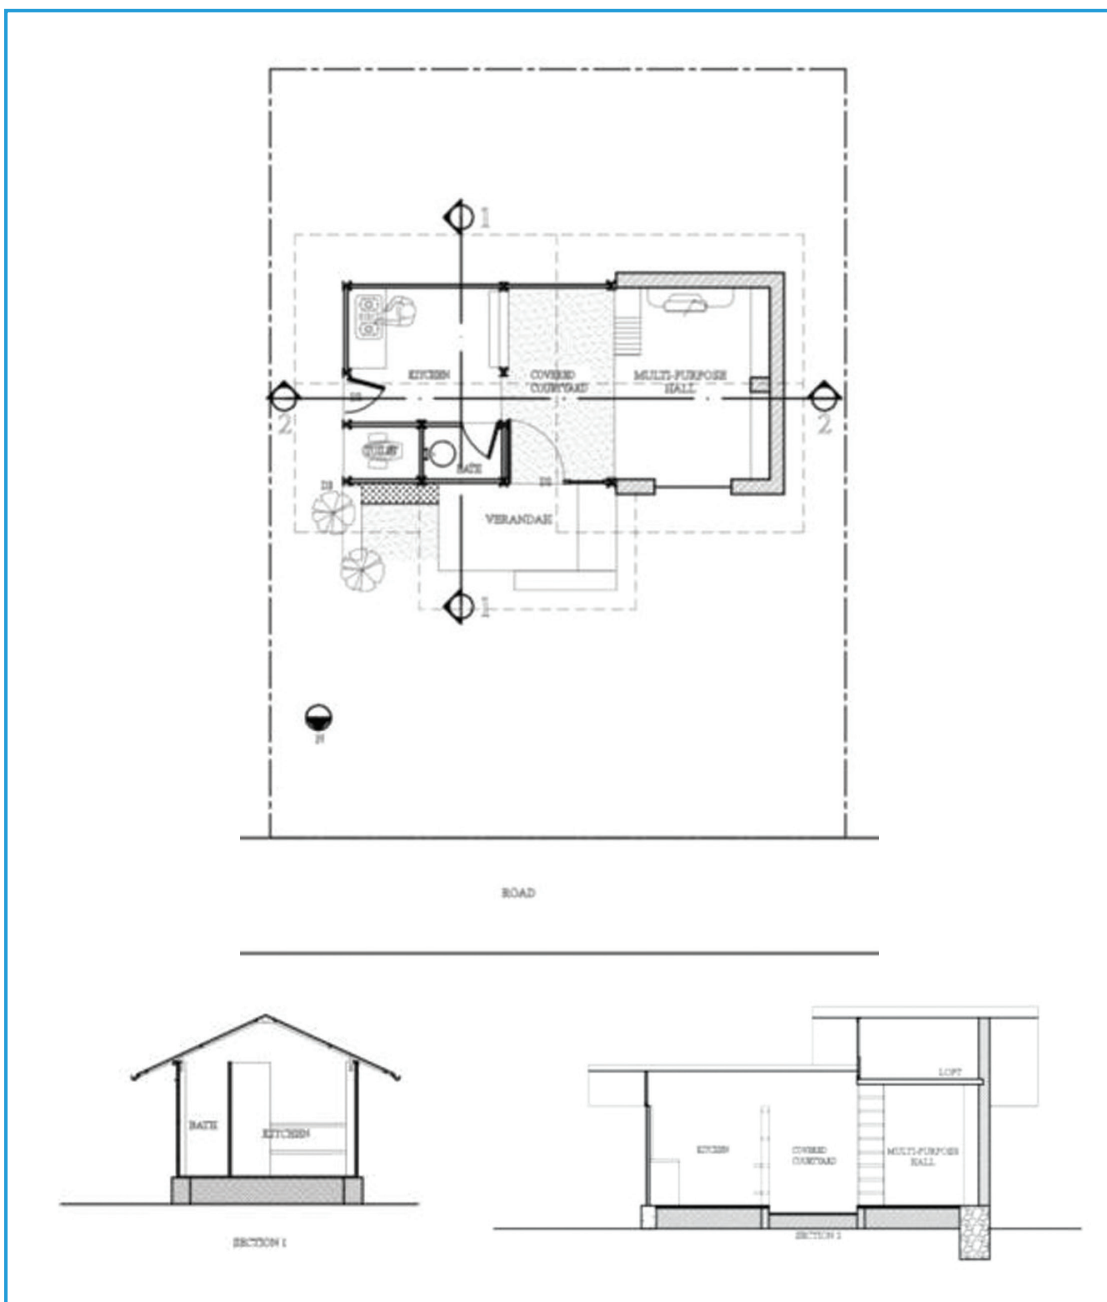 1
KITCHEN
COVERED
COURTYARD
MULTI-PURPOSE
HALL
2
2
TOILET
BATH
VERANDAH
1
N
ROAD
BATH
KITCHEN
SECTION 1
LOFT
KITCHEN
COVERED
COURTYARD
MULTI-PURPOSE
HALL
SECTION 2